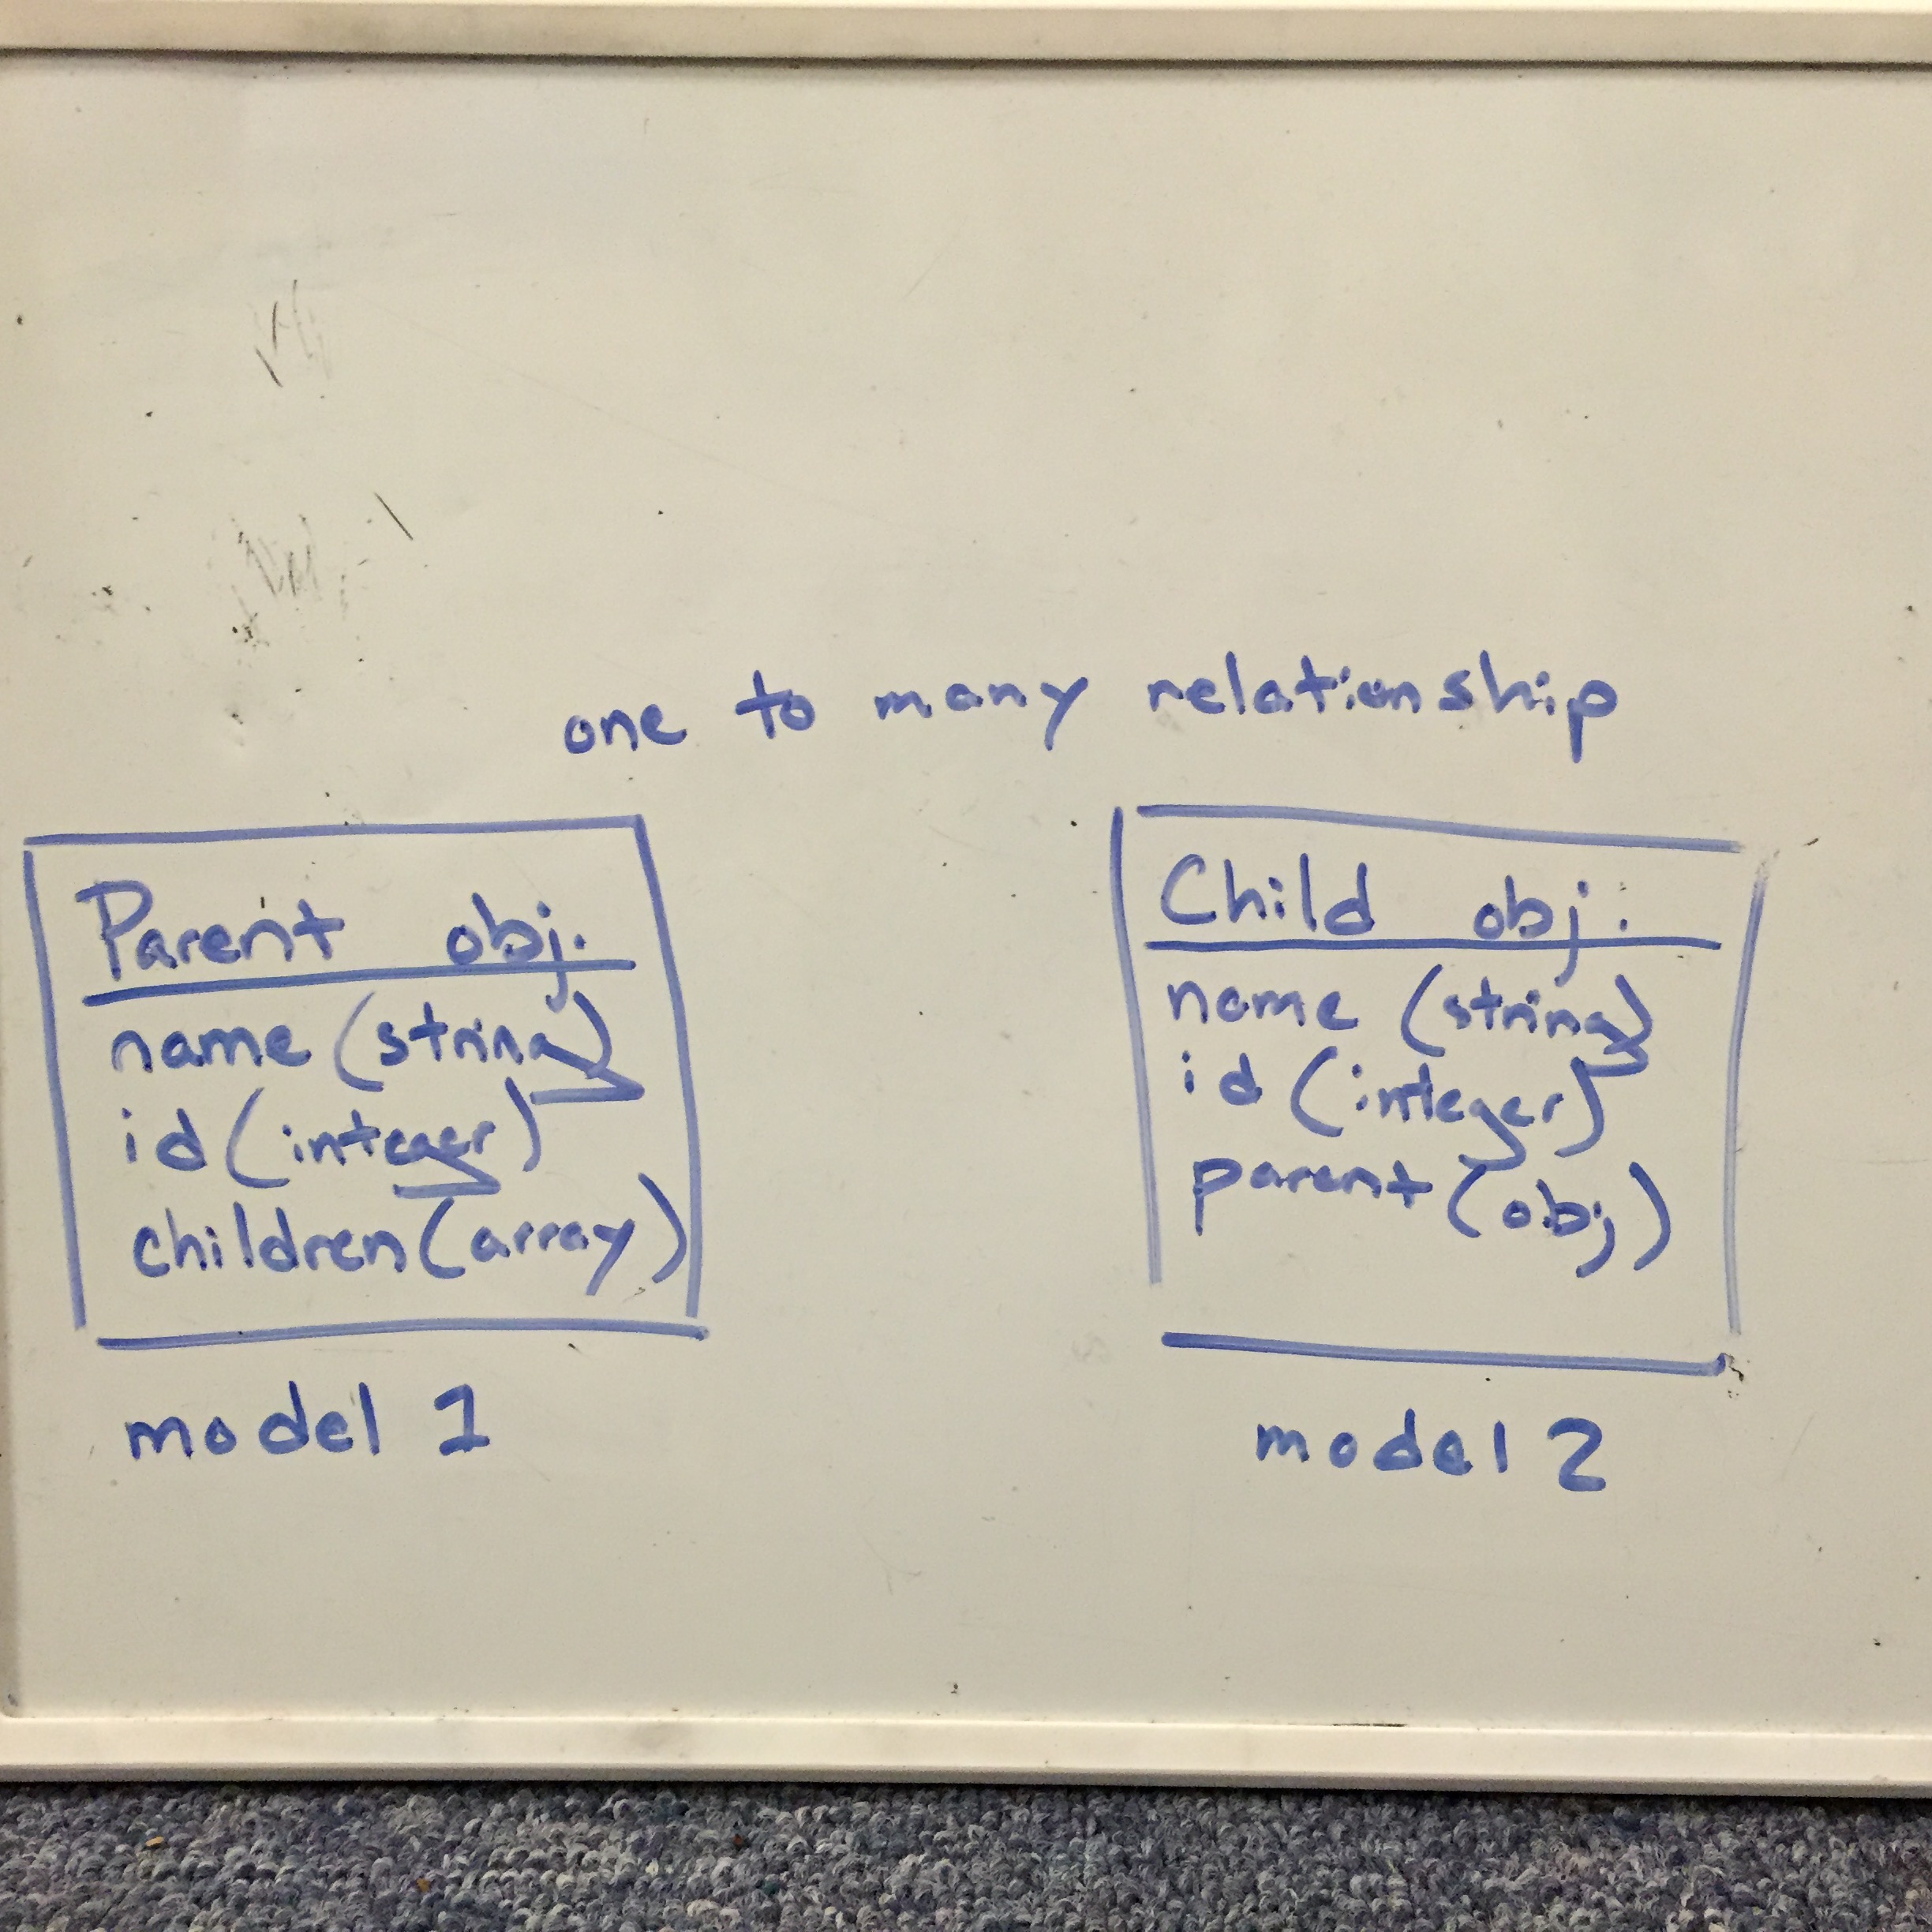 one to many relationship
Parent obj.
name (string)
id (integer)
children (array)
model 1
Child obj.
name (string)
id (integer)
parent (obj)
model 2